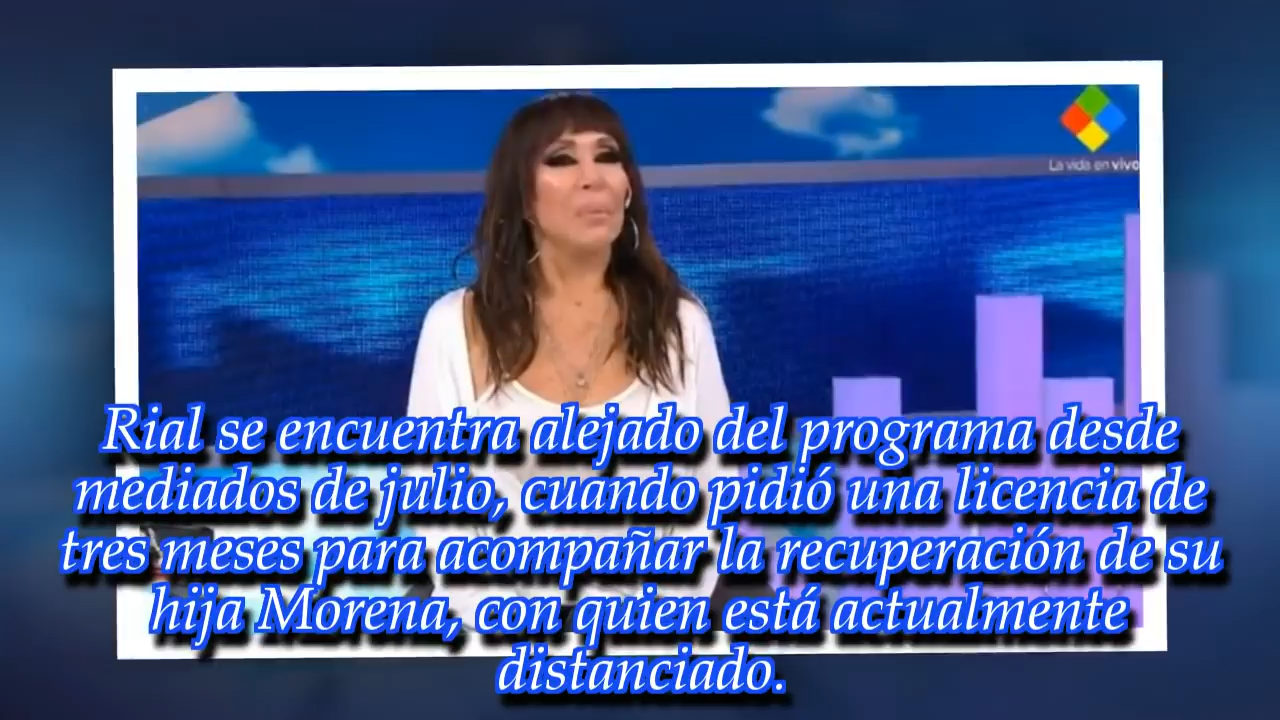 La vida en vivo
Rial se encuentra alejado del programa desde
mediados de julio, cuando pidió una licencia de
tres meses para acompañar la recuperación de su
hija Morena, con quien está actualmente
distanciado.